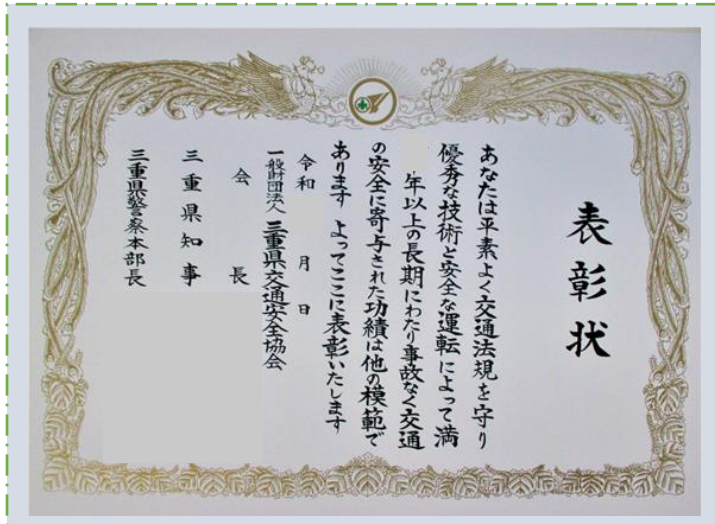 表彰状
あなたは平素よく交通法規を守り
優秀な技術と安全な運転によって満
年以上の長期にわたり事故なく交通
の安全に寄与された功績は他の模範で
あります よってここに表彰いたします
令和 月 日
一般財団法人 三重県交通安全協会
会長
三重県知事
三重県警察本部長